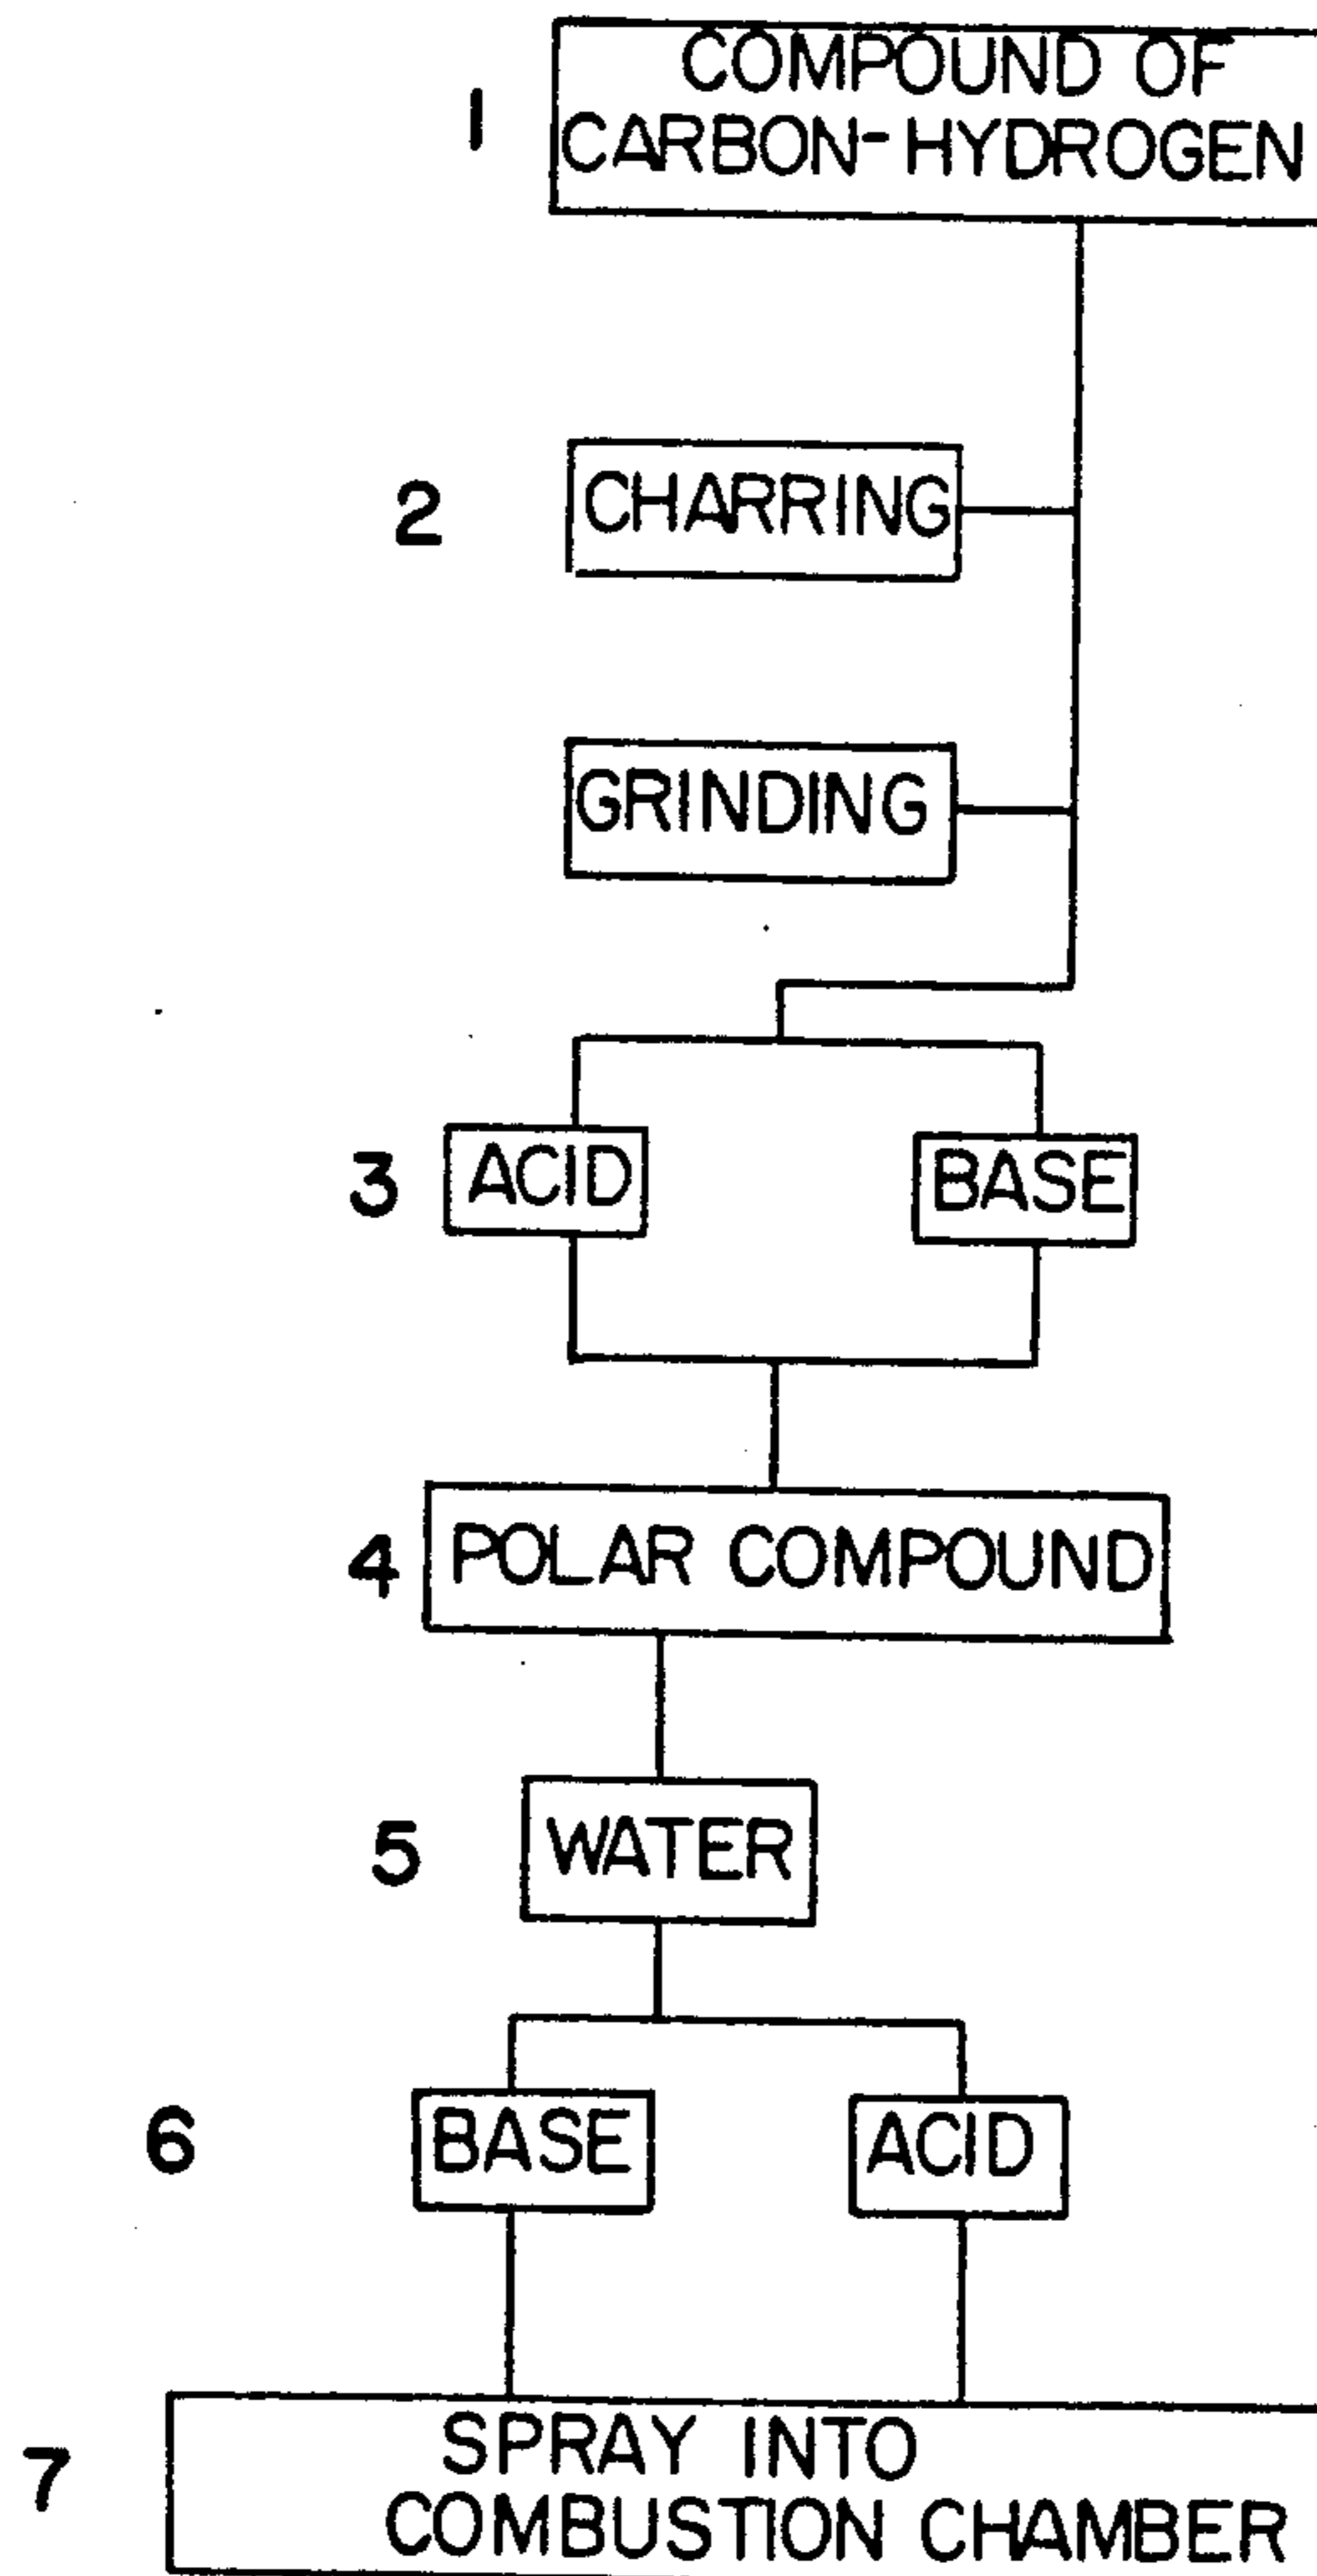 1
COMPOUND OF
CARBON-HYDROGEN
2
CHARRING
GRINDING
3
ACID
BASE
4
POLAR COMPOUND
5
WATER
6
BASE
ACID
7
SPRAY INTO
COMBUSTION CHAMBER